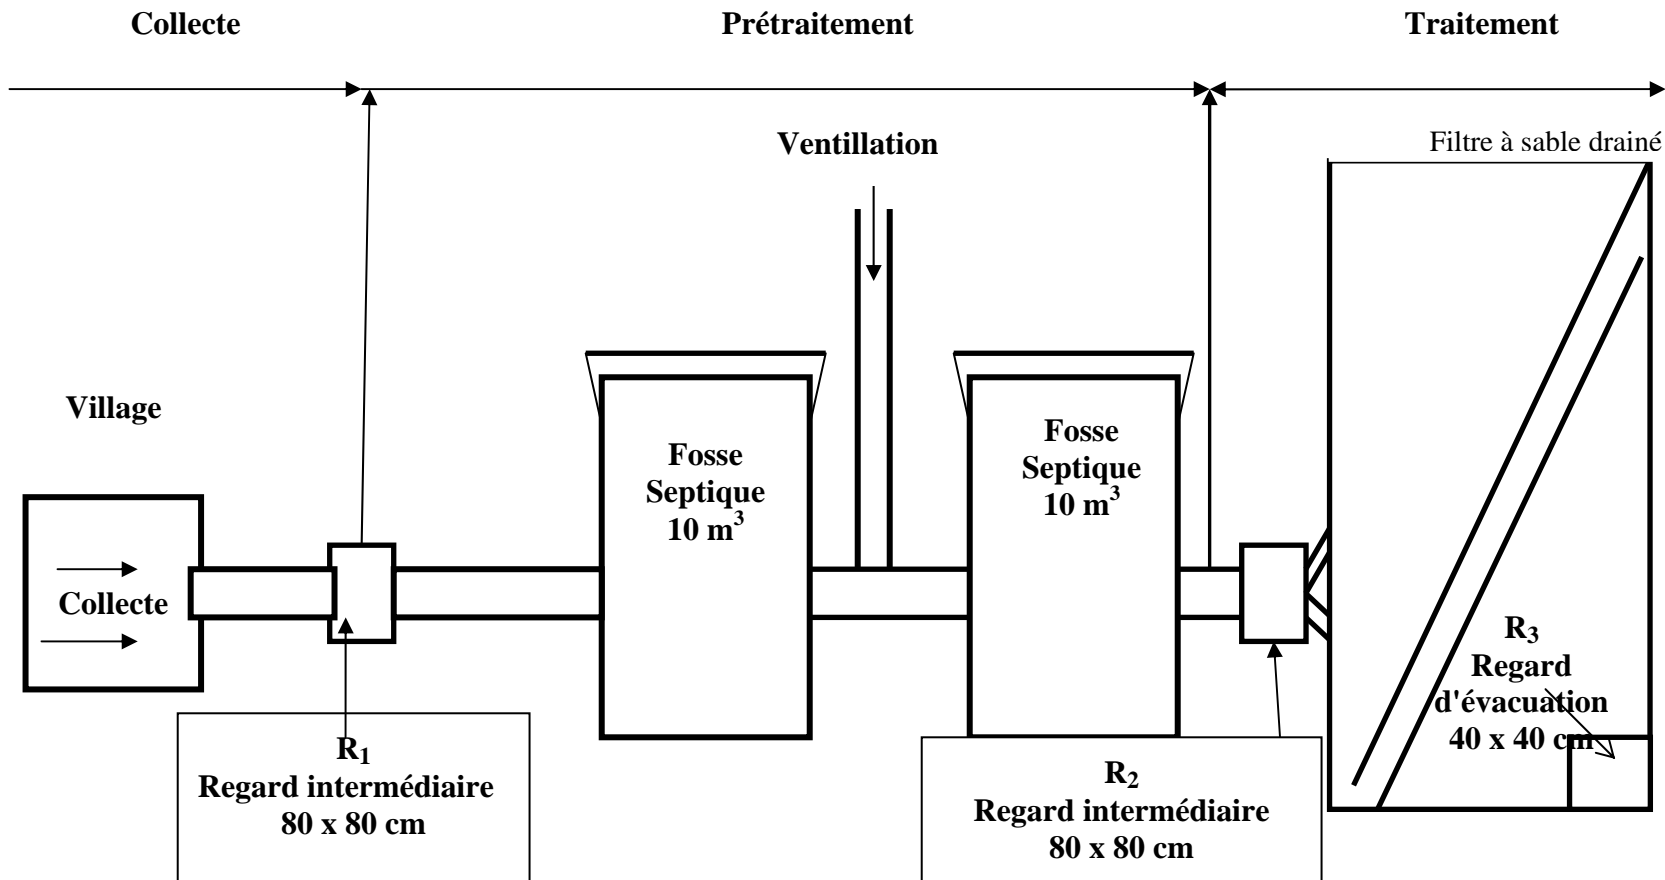 Collecte
Prétraitement
Traitement
Ventillation
Filtre à sable drainé
Village
Fosse
Septique
10 m³
Fosse
Septique
10 m³
Collecte
R₃
Regard
d'évacuation
40 x 40 cm
R₁
Regard intermédiaire
80 x 80 cm
R₂
Regard intermédiaire
80 x 80 cm